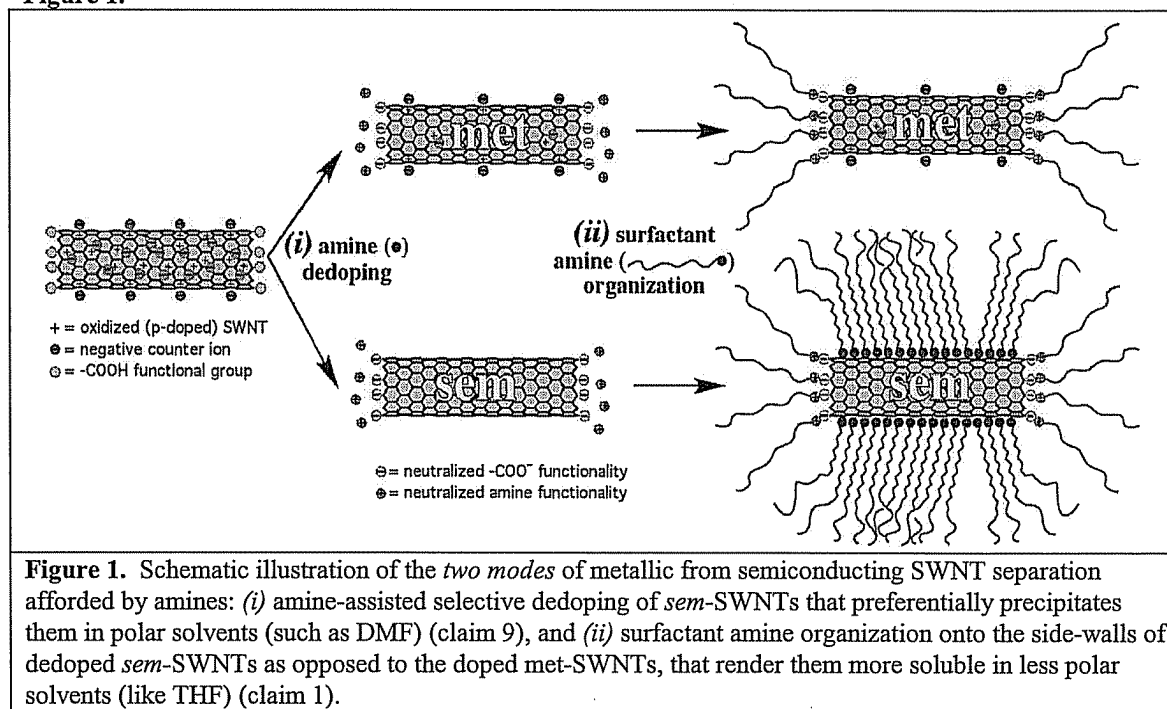 Figure 1.
met
met
(i) amine ( )
dedoping
(ii) surfactant
amine ( )
organization
+ = oxidized (p-doped) SWNT
⊖ = negative counter ion
= -COOH functional group
sem
sem
⊖ = neutralized -COO⁻ functionality
⊕ = neutralized amine functionality
Figure 1. Schematic illustration of the two modes of metallic from semiconducting SWNT separation
afforded by amines: (i) amine-assisted selective dedoping of sem-SWNTs that preferentially precipitates
them in polar solvents (such as DMF) (claim 9), and (ii) surfactant amine organization onto the side-walls of
dedoped sem-SWNTs as opposed to the doped met-SWNTs, that render them more soluble in less polar
solvents (like THF) (claim 1).